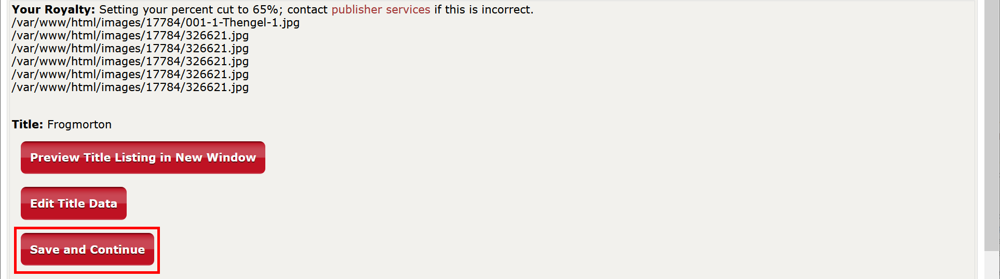 Your Royalty: Setting your percent cut to 65%; contact publisher services if this is incorrect.
/var/www/html/images/17784/001-1-Thengel-1.jpg
/var/www/html/images/17784/326621.jpg
/var/www/html/images/17784/326621.jpg
/var/www/html/images/17784/326621.jpg
/var/www/html/images/17784/326621.jpg
/var/www/html/images/17784/326621.jpg
Title: Frogmorton
Preview Title Listing in New Window
Edit Title Data
Save and Continue